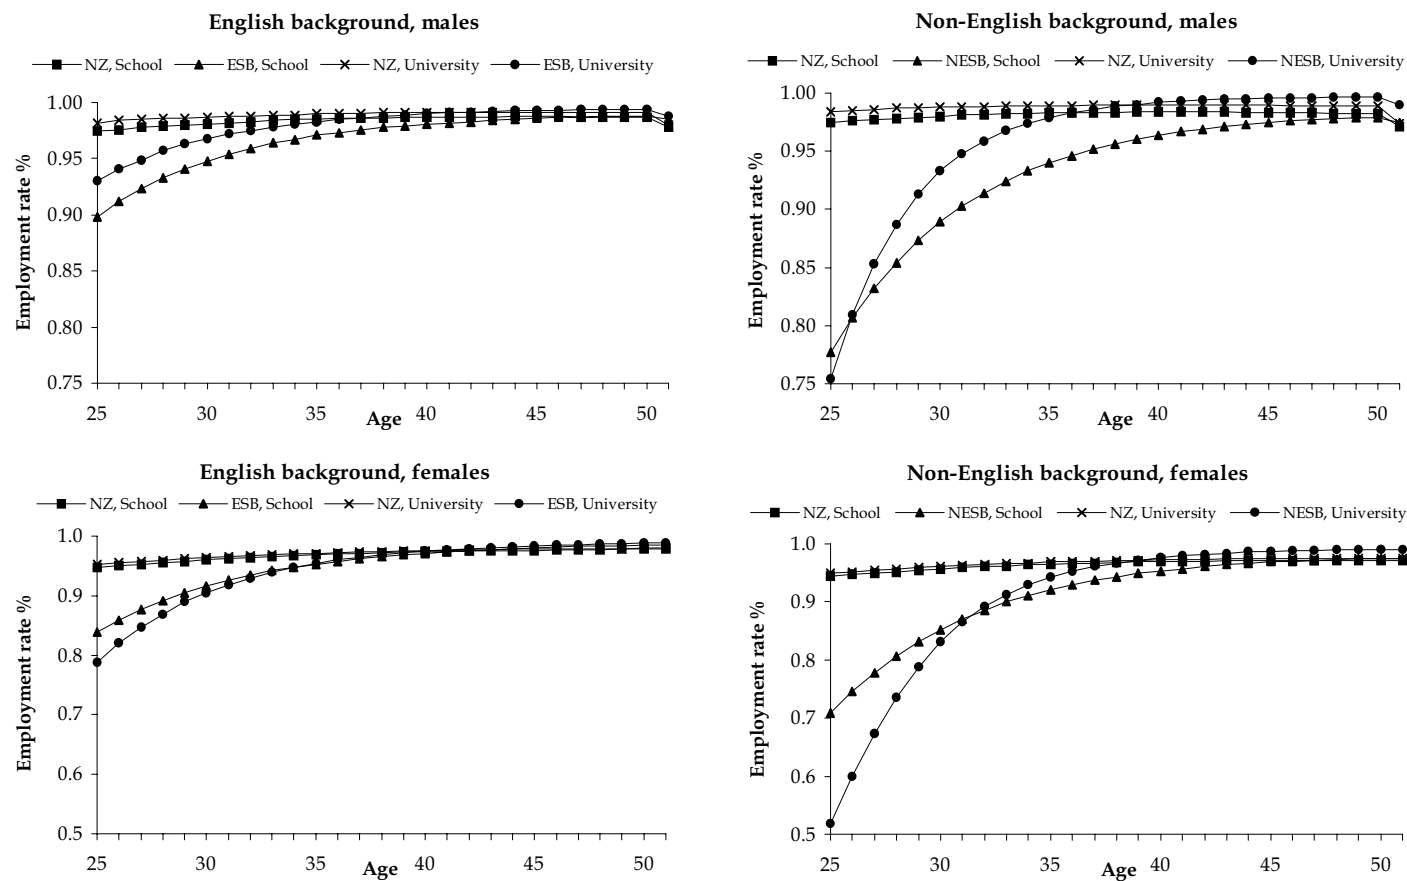 English background, males
NZ, School ESB, School NZ, University ESB, University
Employment rate %
1.00
0.95
0.90
0.85
0.80
0.75
25 30 35 40 45 50
Age
Non-English background, males
NZ, School NESB, School NZ, University NESB, University
Employment rate %
1.00
0.95
0.90
0.85
0.80
0.75
25 30 35 40 45 50
Age
English background, females
NZ, School ESB, School NZ, University ESB, University
Employment rate %
1.0
0.9
0.8
0.7
0.6
0.5
25 30 35 40 45 50
Age
Non-English background, females
NZ, School NESB, School NZ, University NESB, University
Employment rate %
1.0
0.9
0.8
0.7
0.6
0.5
25 30 35 40 45 50
Age